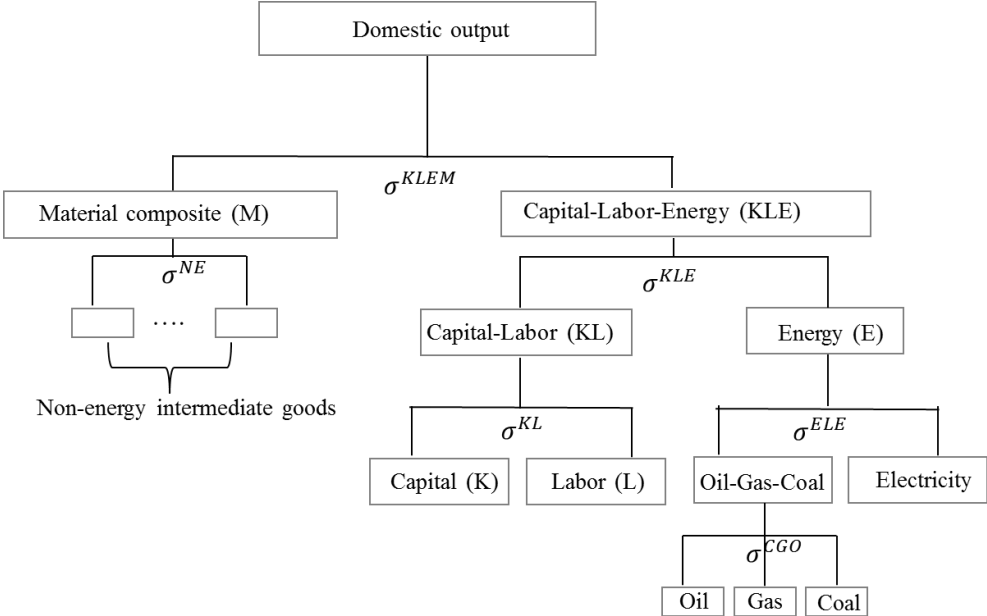 Domestic output
σ^KLEM
Material composite (M)
Capital-Labor-Energy (KLE)
σ^NE
σ^KLE
....
Capital-Labor (KL)
Energy (E)
Non-energy intermediate goods
σ^KL
σ^ELE
Capital (K)
Labor (L)
Oil-Gas-Coal
Electricity
σ^CGO
Oil
Gas
Coal